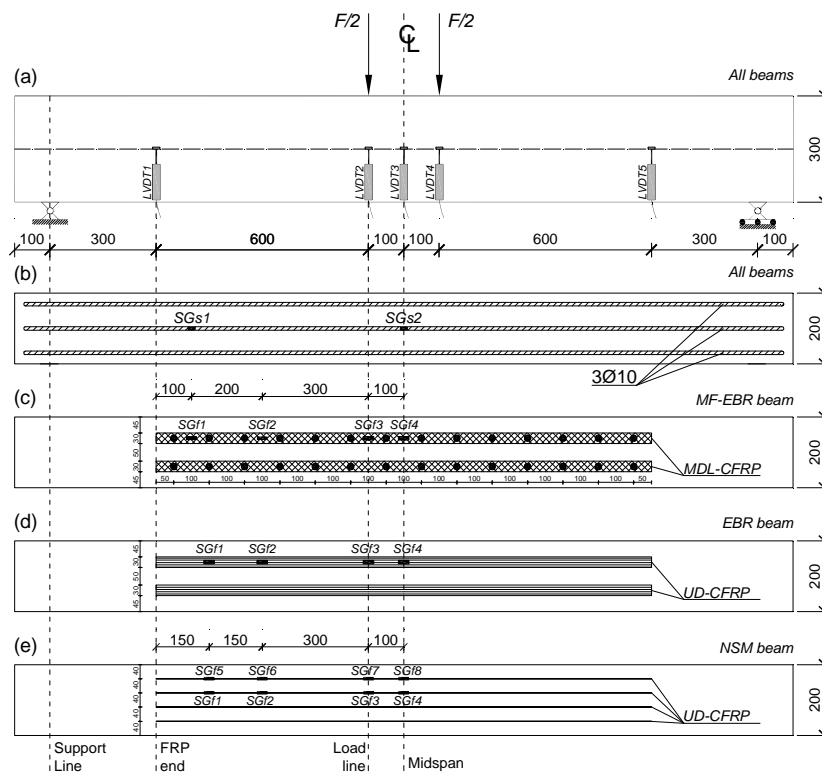 F/2 F/2
℄
(a) All beams
LVDT1 LVDT2 LVDT3 LVDT4 LVDT5
300
100 300 600 100 100 600 300 100
(b) All beams
SGs1 SGs2
200
3Ø10
100 200 300 100
(c) MF-EBR beam
SGf1 SGf2 SGf3 SGf4
45 30 50 30 45
200
MDL-CFRP
50 100 100 100 100 100 100 100 100 100 100 100 100 100 50
(d) EBR beam
SGf1 SGf2 SGf3 SGf4
45 30 50 30 45
200
UD-CFRP
150 150 300 100
(e) NSM beam
SGf5 SGf6 SGf7 SGf8
SGf1 SGf2 SGf3 SGf4
40 40 40 40 40
200
UD-CFRP
Support Line
FRP end
Load line
Midspan